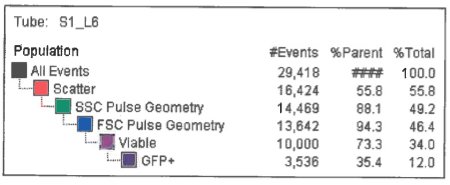 Tube: S1_L6
Population #Events %Parent %Total
All Events 29,418 #### 100.0
Scatter 16,424 55.8 55.8
SSC Pulse Geometry 14,469 88.1 49.2
FSC Pulse Geometry 13,642 94.3 46.4
Viable 10,000 73.3 34.0
GFP+ 3,536 35.4 12.0